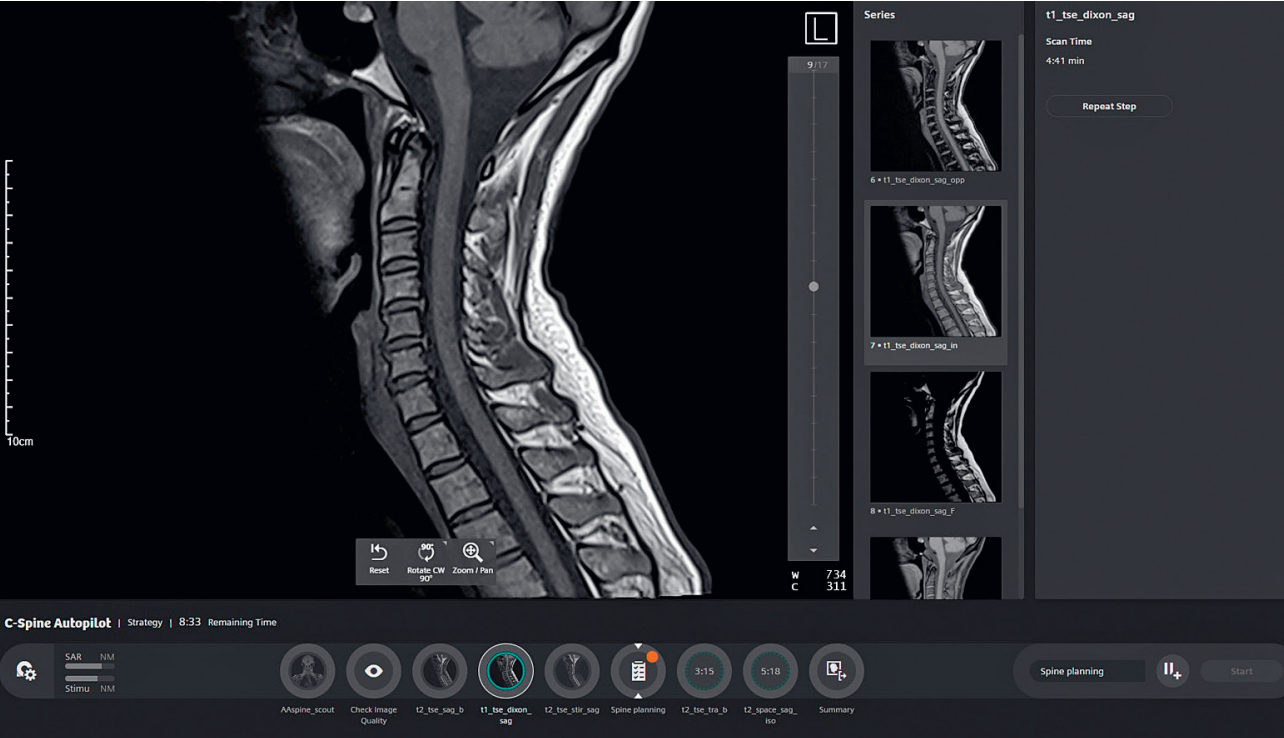 L
Series
t1_tse_dixon_sag
Scan Time
4:41 min
Repeat Step
9/17
6 • t1_tse_dixon_sag_opp
7 • t1_tse_dixon_sag_in
8 • t1_tse_dixon_sag_F
10cm
Reset
90°
Rotate CW
90°
Zoom / Pan
W 734
C 311
C-Spine Autopilot | Strategy | 8:33 Remaining Time
SAR NM
Stimu NM
3:15
5:18
AAspine_scout
Check Image
Quality
t2_tse_sag_b
t1_tse_dixon_
sag
t2_tse_stir_sag
Spine planning
t2_tse_tra_b
t2_space_sag_
iso
Summary
Spine planning
Start